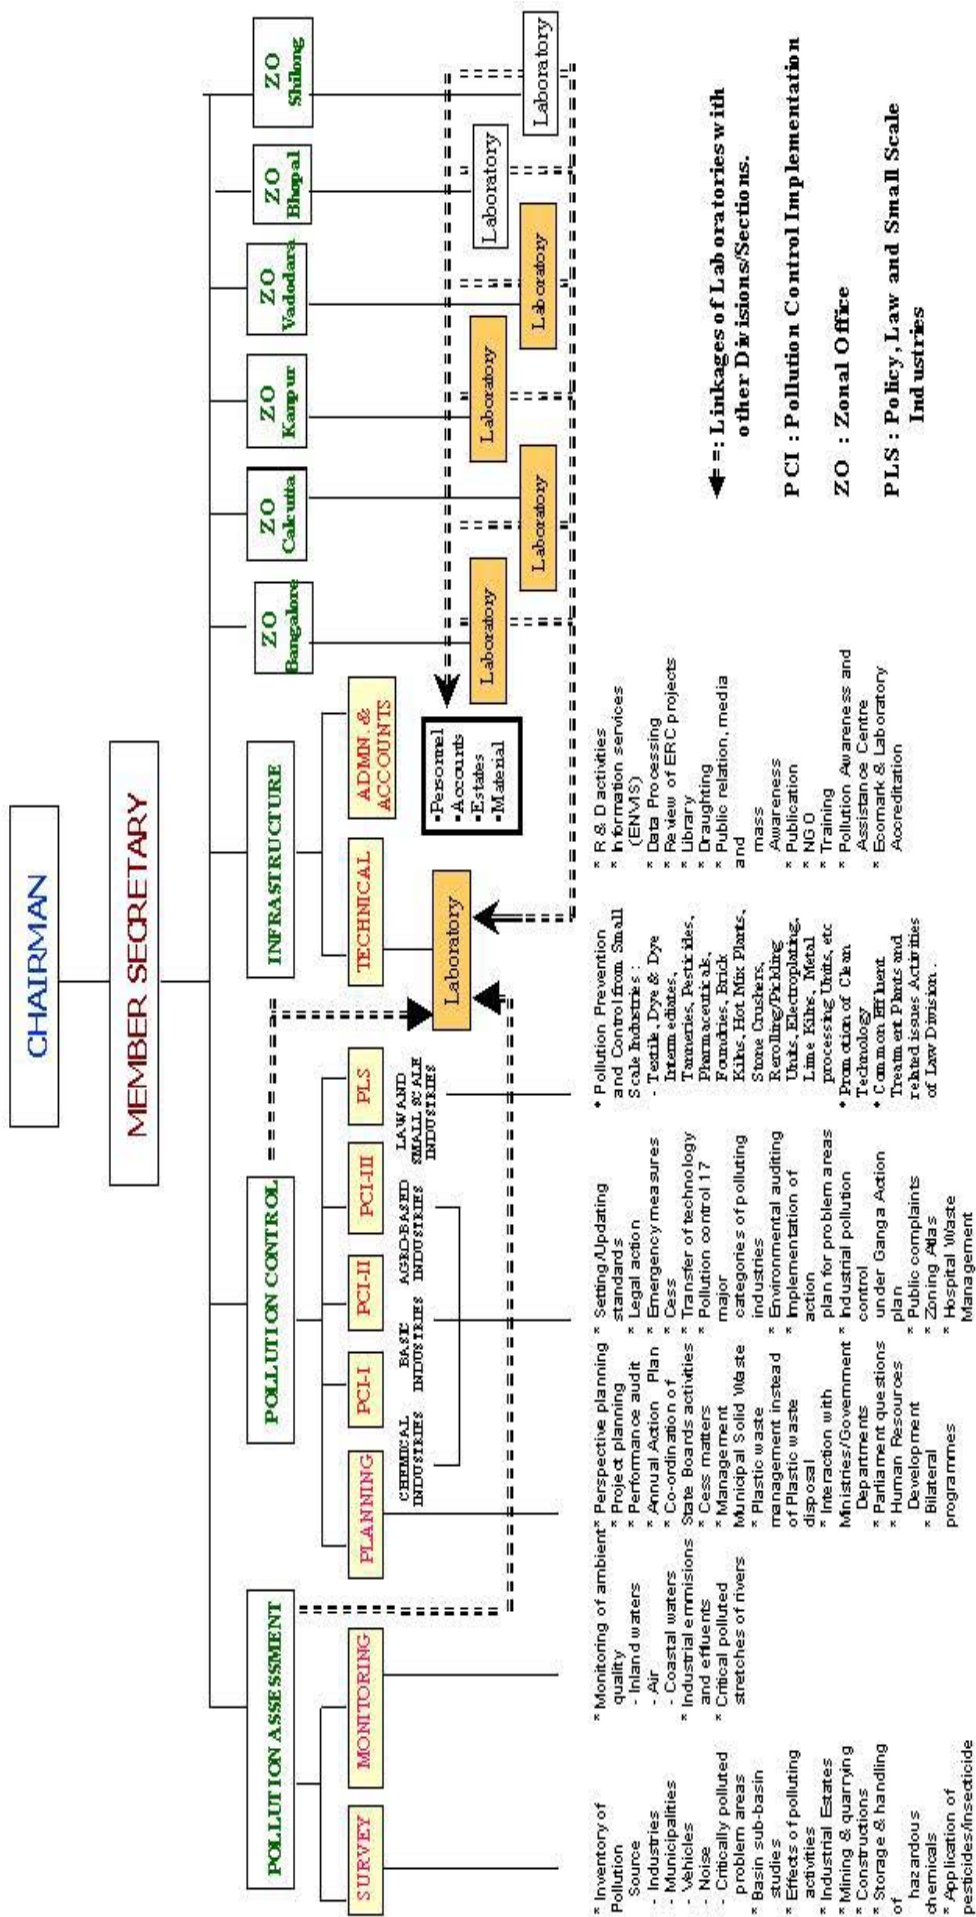 CHAIRMAN
MEMBER SECRETARY
POLLUTION ASSESSMENT
POLLUTION CONTROL
INFRASTRUCTURE
ZO
Bangalore
ZO
Calcutta
ZO
Kanpur
ZO
Vadodara
ZO
Bhopal
ZO
Shilong
SURVEY
MONITORING
PLANNING
PCI-I
PCI-II
PCI-III
PLS
TECHNICAL
ADMN. &
ACCOUNTS
CHEMICAL
INDUSTRIES
BASIC
INDUSTRIES
AGRO-BASED
INDUSTRIES
LAW AND
SMALL SCALE
INDUSTRIES
Laboratory
•Personnel
•Accounts
•Estates
•Material
Laboratory
Laboratory
Laboratory
Laboratory
Laboratory
Laboratory
* Inventory of
Pollution
Source
- Industries
- Municipalities
- Vehicles
- Noise
- Critically polluted
problem areas
* Basin sub-basin
studies
* Effects of polluting
activities
* Industrial Estates
* Mining & quarrying
* Constructions
* Storage & handling
of
hazardous
chemicals
* Application of
pesticides/insecticide
* Monitoring of ambient
quality
- Inland waters
- Air
- Coastal waters
* Industrial emmisions
and effluents
* Critical polluted
stretches of rivers
* Perspective planning
* Project planning
* Performance audit
* Annual Action Plan
* Co-ordination of
State Boards activities
* Cess matters
* Management
Municipal Solid Waste
* Plastic waste
management instead
of Plastic waste
disposal
* Interaction with
Ministries/Government
Departments
* Parliament questions
* Human Resources
Development
* Bilateral
programmes
* Setting/Updating
standards
* Legal action
* Emergency measures
* Cess
* Transfer of technology
* Pollution control 17
major
categories of polluting
industries
* Environmental auditing
* Implementation of
action
plan for problem areas
* Industrial pollution
control
under Ganga Action
plan
* Public complaints
* Zoning Atlas
* Hospital Waste
Management
* Pollution Prevention
and Control from Small
Scale Industries :
- Textile, Dye & Dye
Intermediates,
Tanneries, Pesticides,
Pharmaceuticals,
Foundries, Brick
Kilns, Hot Mix Plants,
Stone Crushers,
Rerolling/Pickling
Units, Electroplating,
Lime Kilns, Metal
processing Units, etc
* Promotion of Clean
Technology
* Common Effluent
Treatment Plants and
related issues Activities
of Law Division.
* R & D activities
* Information services
(ENVIS)
* Data Processing
* Review of ERC projects
* Library
* Draughting
* Public relation, media
and
mass
Awareness
* Publication
* NGO
* Training
* Pollution Awareness and
Assistance Centre
* Ecomark & Laboratory
Accreditation
=: Linkages of Laboratories with
other Divisions/Sections.
PCI : Pollution Control Implementation
ZO : Zonal Office
PLS : Policy, Law and Small Scale
Industries